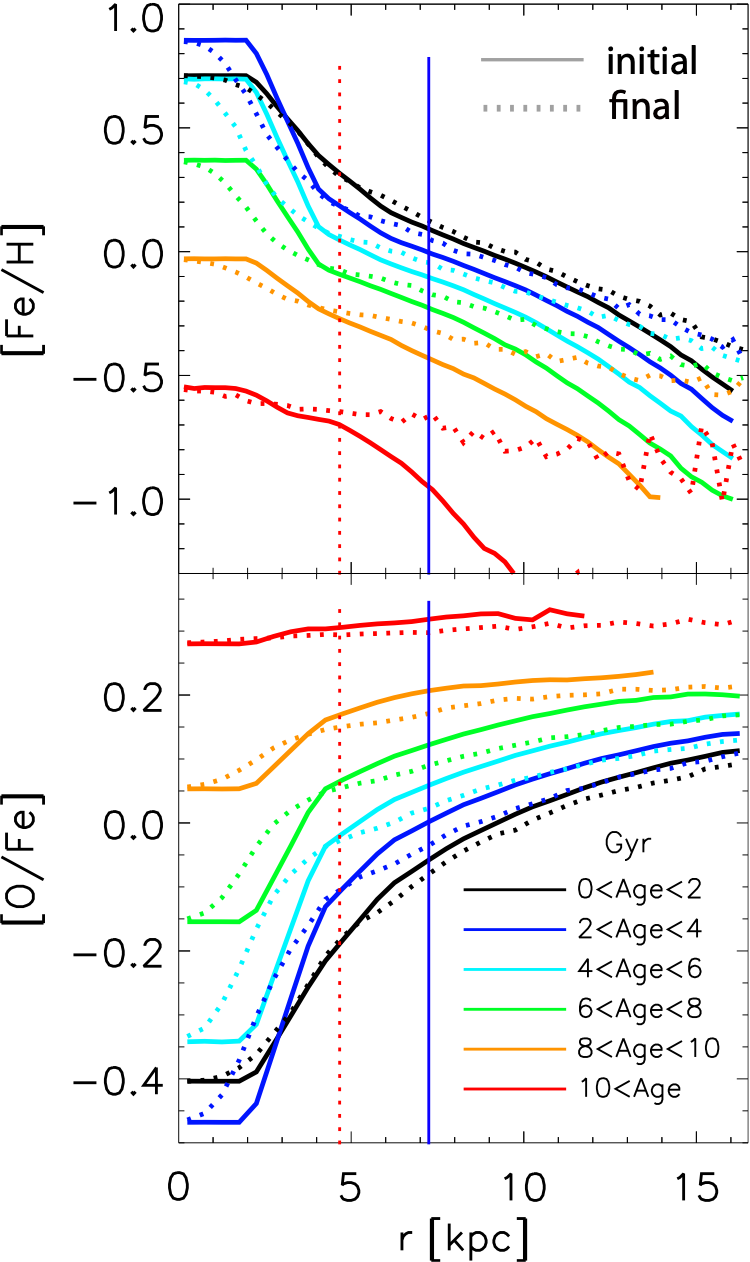 1.0
initial
final
0.5
0.0
[Fe/H]
−0.5
−1.0
0.2
0.0
[O/Fe]
−0.2
−0.4
Gyr
0<Age<2
2<Age<4
4<Age<6
6<Age<8
8<Age<10
10<Age
0 5 10 15
r [kpc]